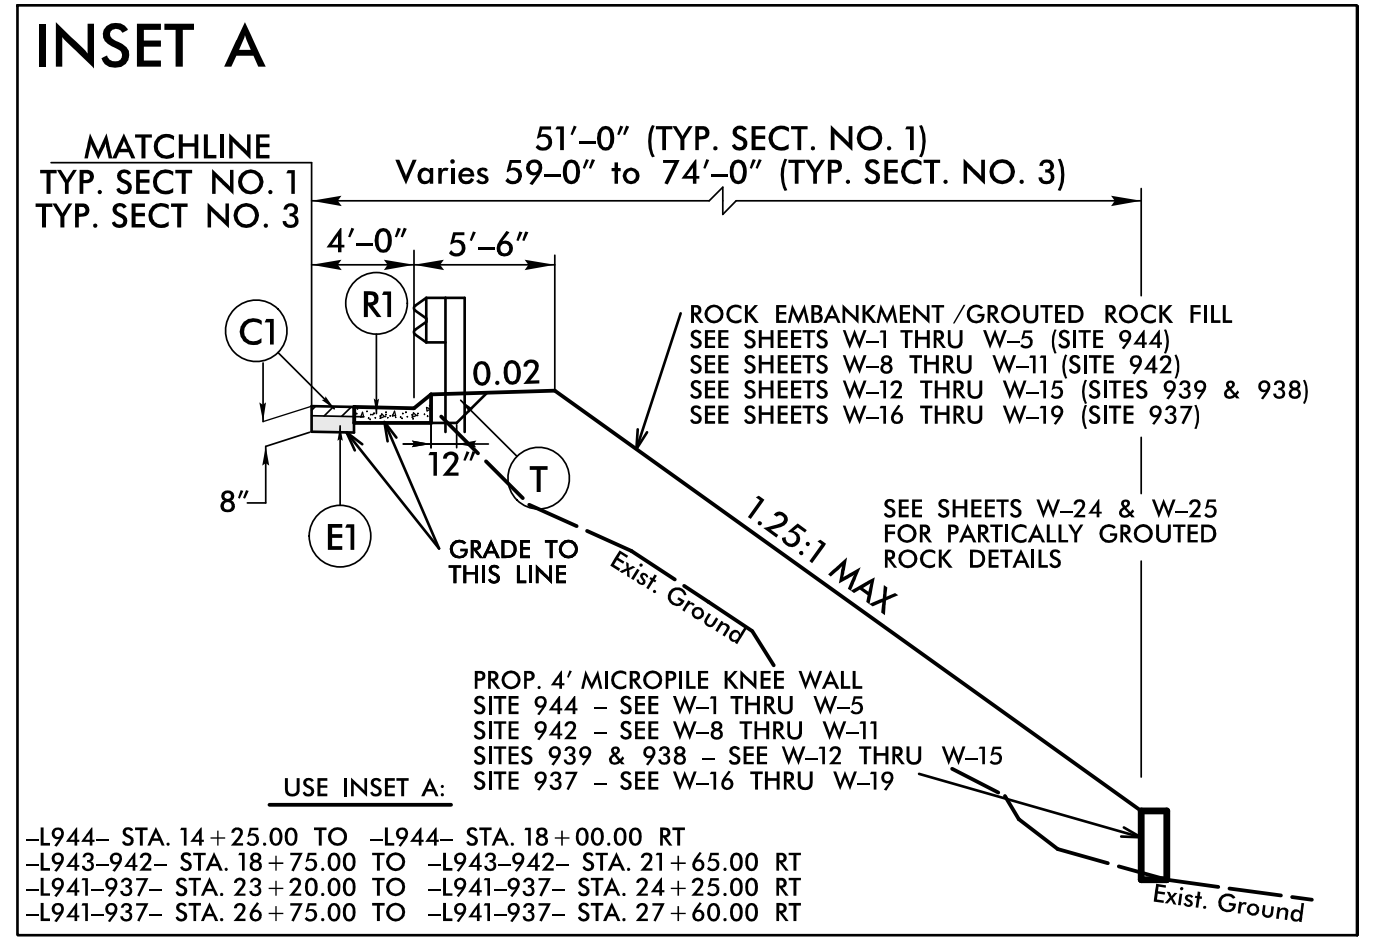 INSET A
MATCHLINE
TYP. SECT NO. 1
TYP. SECT NO. 3
51'–0" (TYP. SECT. NO. 1)
Varies 59–0" to 74'–0" (TYP. SECT. NO. 3)
4'–0"
5'–6"
R1
C1
0.02
ROCK EMBANKMENT /GROUTED ROCK FILL
SEE SHEETS W–1 THRU W–5 (SITE 944)
SEE SHEETS W–8 THRU W–11 (SITE 942)
SEE SHEETS W–12 THRU W–15 (SITES 939 & 938)
SEE SHEETS W–16 THRU W–19 (SITE 937)
12"
T
8"
E1
GRADE TO
THIS LINE
Exist. Ground
1.25:1 MAX
SEE SHEETS W–24 & W–25
FOR PARTICALLY GROUTED
ROCK DETAILS
PROP. 4' MICROPILE KNEE WALL
SITE 944 – SEE W–1 THRU W–5
SITE 942 – SEE W–8 THRU W–11
SITES 939 & 938 – SEE W–12 THRU W–15
SITE 937 – SEE W–16 THRU W–19
USE INSET A:
–L944– STA. 14+25.00 TO –L944– STA. 18+00.00 RT
–L943–942– STA. 18+75.00 TO –L943–942– STA. 21+65.00 RT
–L941–937– STA. 23+20.00 TO –L941–937– STA. 24+25.00 RT
–L941–937– STA. 26+75.00 TO –L941–937– STA. 27+60.00 RT
Exist. Ground